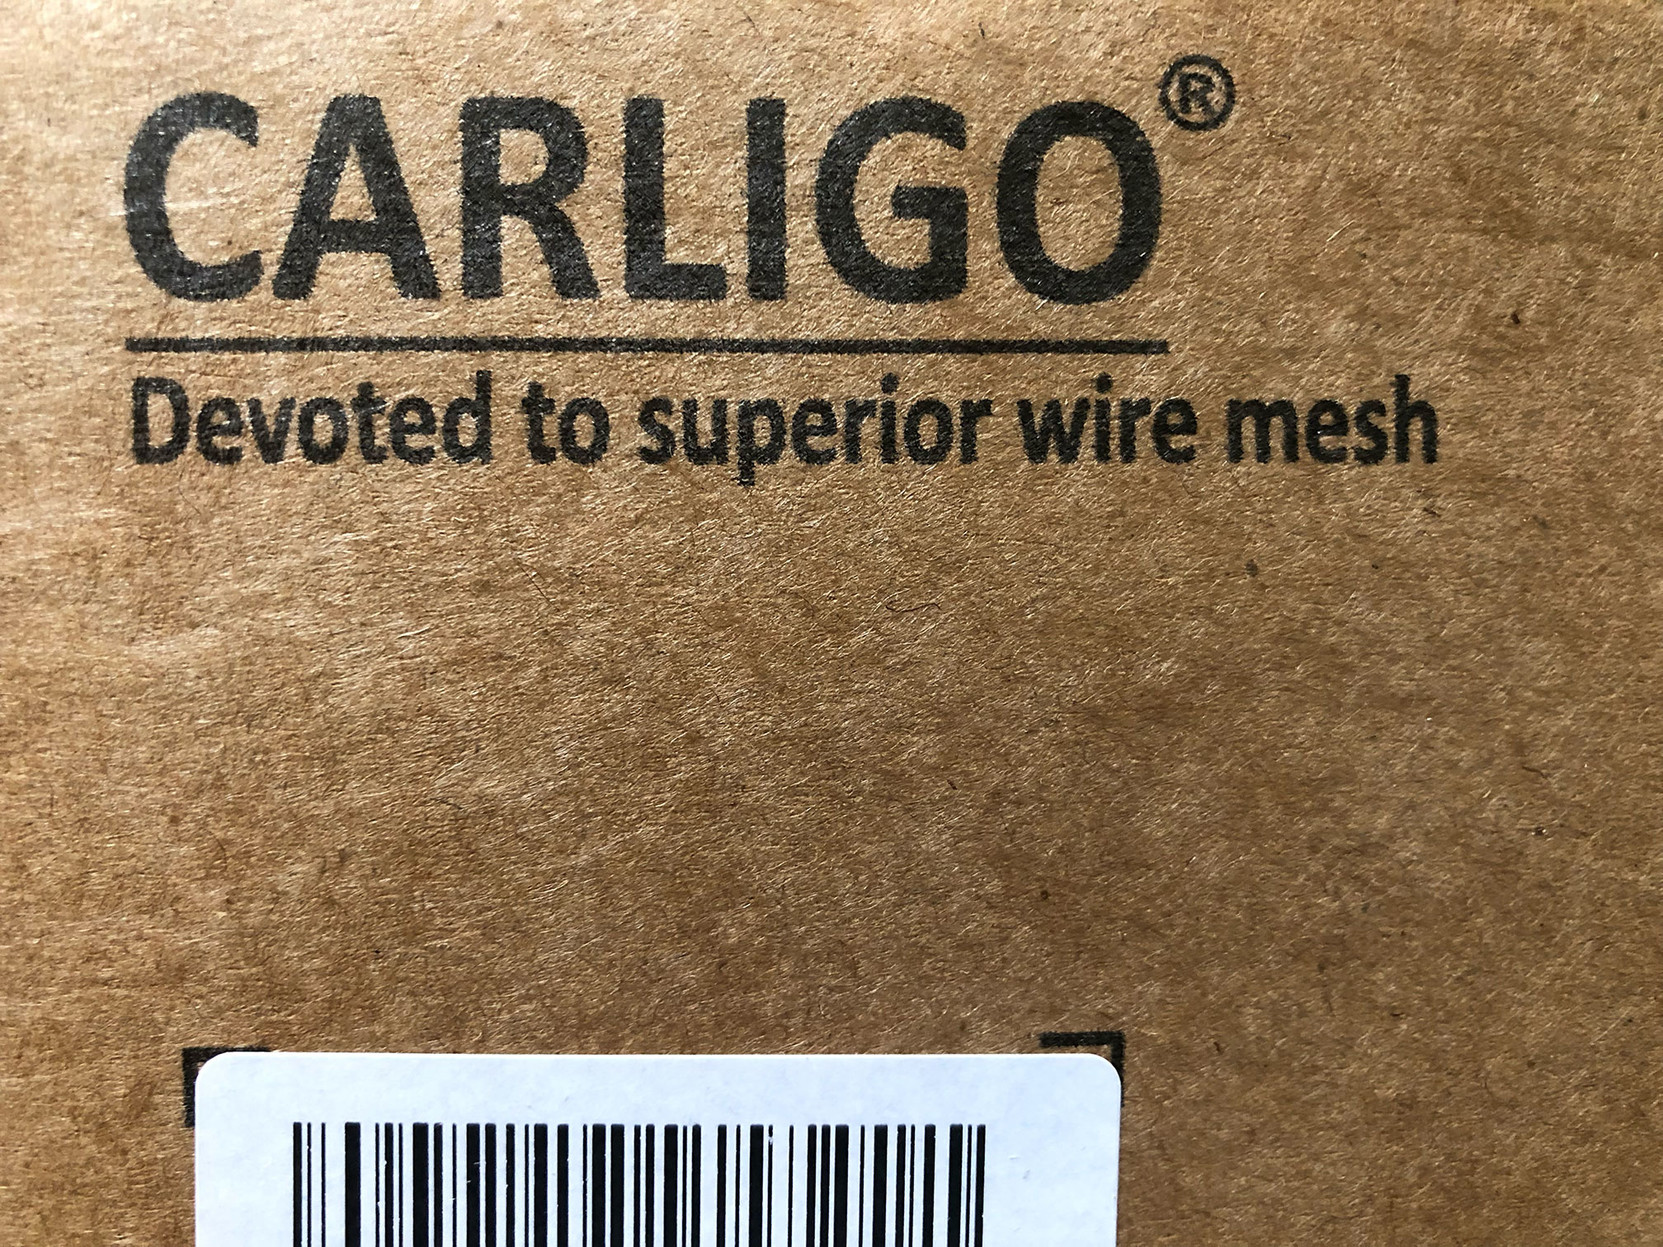 CARLIGO®
Devoted to superior wire mesh